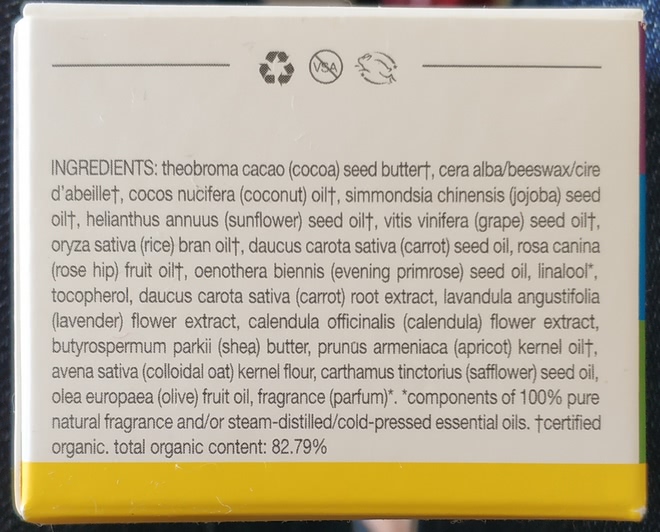 VSA
INGREDIENTS: theobroma cacao (cocoa) seed butter†, cera alba/beeswax/cire
d'abeille†, cocos nucifera (coconut) oil†, simmondsia chinensis (jojoba) seed
oil†, helianthus annuus (sunflower) seed oil†, vitis vinifera (grape) seed oil†,
oryza sativa (rice) bran oil†, daucus carota sativa (carrot) seed oil, rosa canina
(rose hip) fruit oil†, oenothera biennis (evening primrose) seed oil, linalool*,
tocopherol, daucus carota sativa (carrot) root extract, lavandula angustifolia
(lavender) flower extract, calendula officinalis (calendula) flower extract,
butyrospermum parkii (shea) butter, prunus armeniaca (apricot) kernel oil†,
avena sativa (colloidal oat) kernel flour, carthamus tinctorius (safflower) seed oil,
olea europaea (olive) fruit oil, fragrance (parfum)*. *components of 100% pure
natural fragrance and/or steam-distilled/cold-pressed essential oils. †certified
organic. total organic content: 82.79%